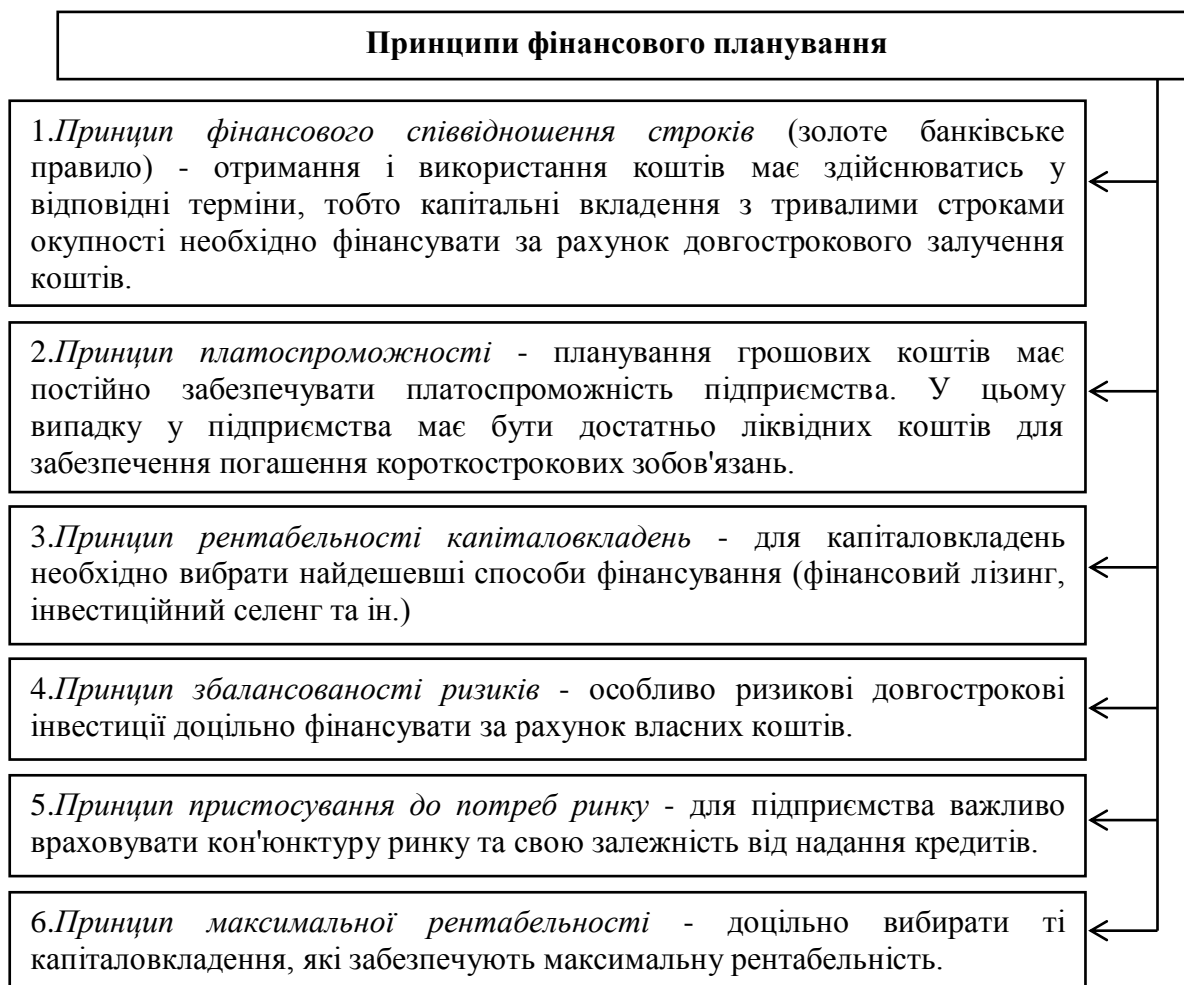 Принципи фінансового планування
1.Принцип фінансового співвідношення строків (золоте банківське
правило) - отримання і використання коштів має здійснюватись у
відповідні терміни, тобто капітальні вкладення з тривалими строками
окупності необхідно фінансувати за рахунок довгострокового залучення
коштів.
2.Принцип платоспроможності - планування грошових коштів має
постійно забезпечувати платоспроможність підприємства. У цьому
випадку у підприємства має бути достатньо ліквідних коштів для
забезпечення погашення короткострокових зобов'язань.
3.Принцип рентабельності капіталовкладень - для капіталовкладень
необхідно вибрати найдешевші способи фінансування (фінансовий лізинг,
інвестиційний селенг та ін.)
4.Принцип збалансованості ризиків - особливо ризикові довгострокові
інвестиції доцільно фінансувати за рахунок власних коштів.
5.Принцип пристосування до потреб ринку - для підприємства важливо
враховувати кон'юнктуру ринку та свою залежність від надання кредитів.
6.Принцип максимальної рентабельності - доцільно вибирати ті
капіталовкладення, які забезпечують максимальну рентабельність.